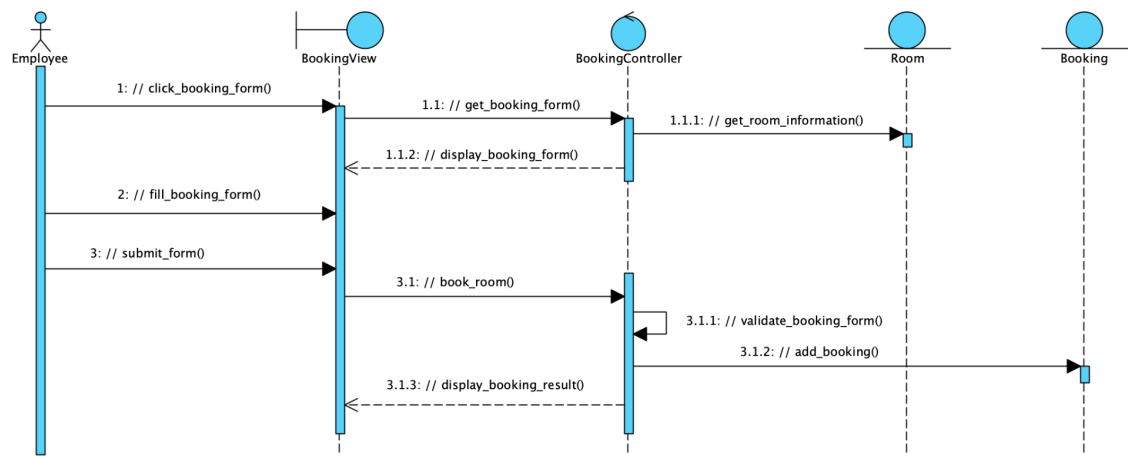 Employee
BookingView
BookingController
Room
Booking
1: // click_booking_form()
1.1: // get_booking_form()
1.1.1: // get_room_information()
1.1.2: // display_booking_form()
2: // fill_booking_form()
3: // submit_form()
3.1: // book_room()
3.1.1: // validate_booking_form()
3.1.2: // add_booking()
3.1.3: // display_booking_result()